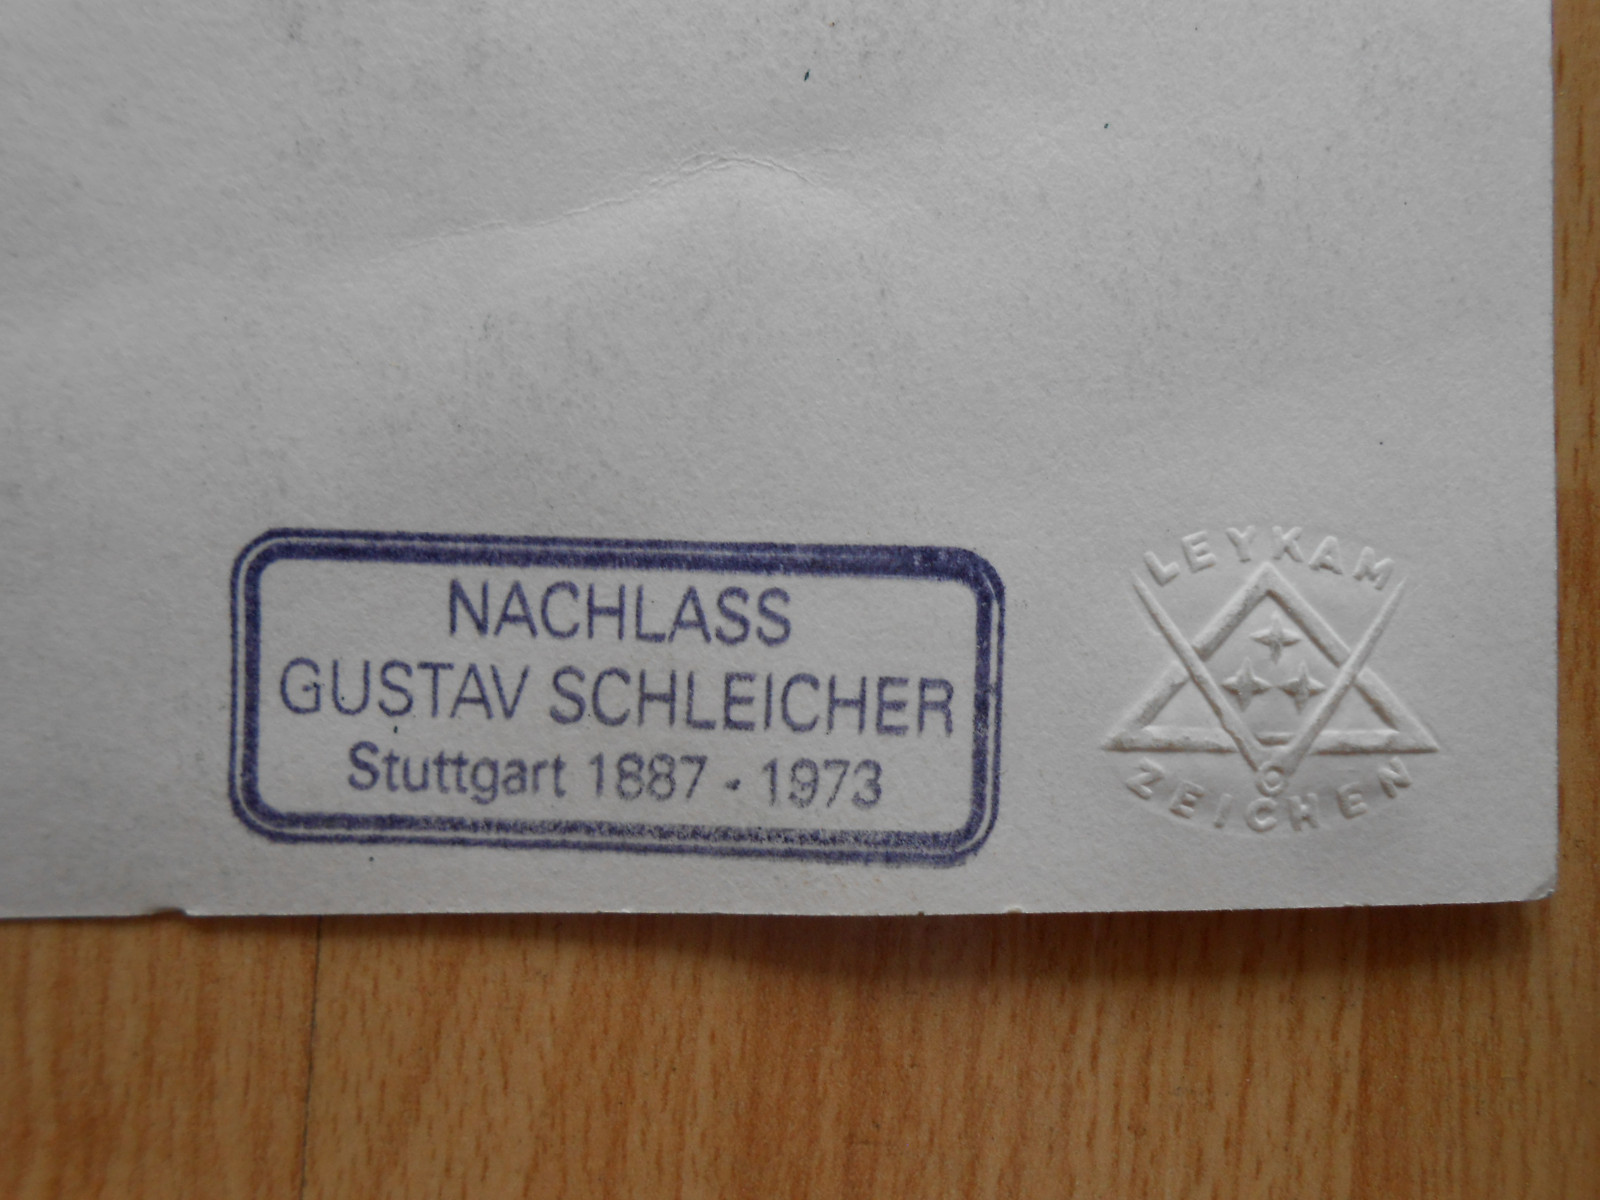 NACHLASS
GUSTAV SCHLEICHER
Stuttgart 1887 - 1973
LEYKAM
ZEICHEN